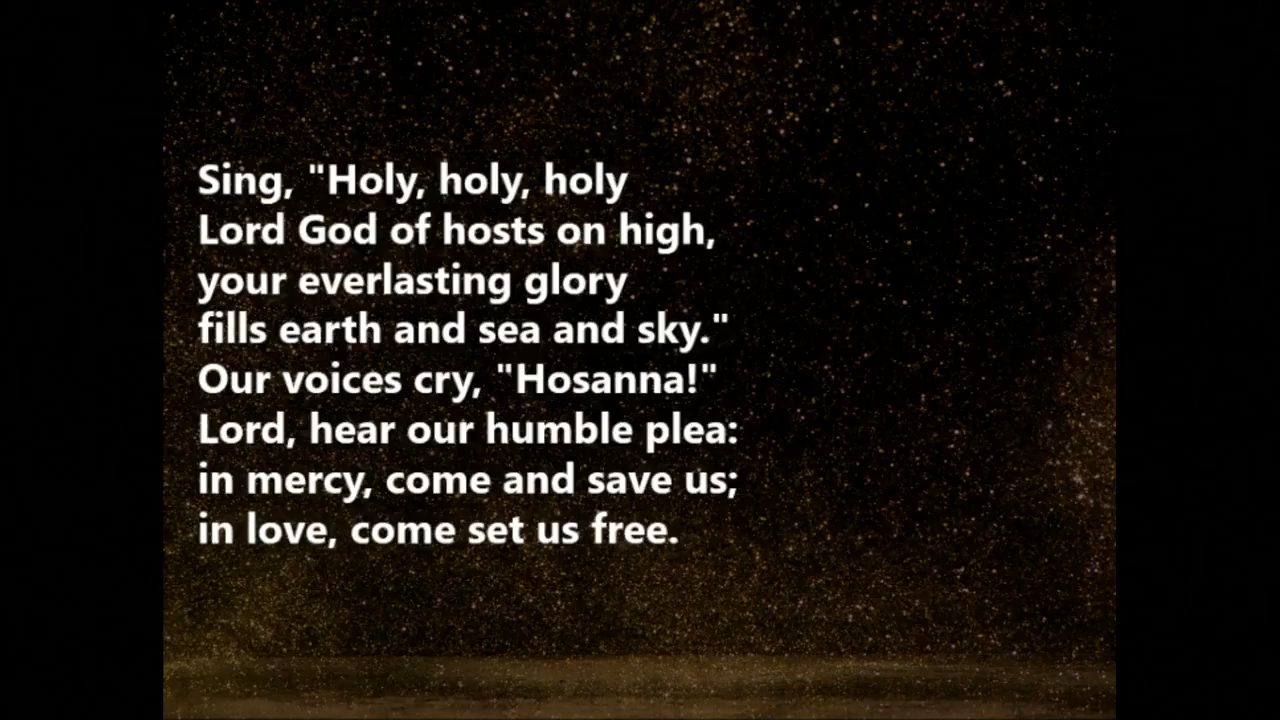 Sing, "Holy, holy, holy
Lord God of hosts on high,
your everlasting glory
fills earth and sea and sky."
Our voices cry, "Hosanna!"
Lord, hear our humble plea:
in mercy, come and save us;
in love, come set us free.